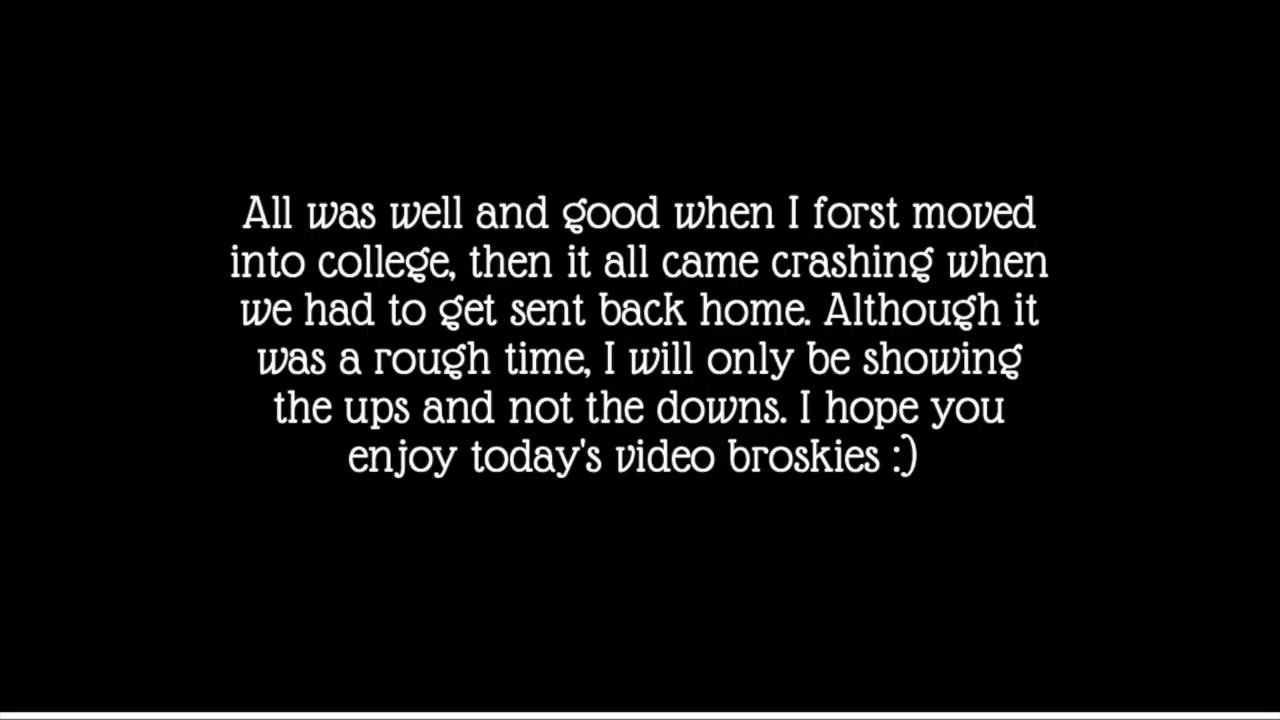 All was well and good when I forst moved
into college, then it all came crashing when
we had to get sent back home. Although it
was a rough time, I will only be showing
the ups and not the downs. I hope you
enjoy today's video broskies :)